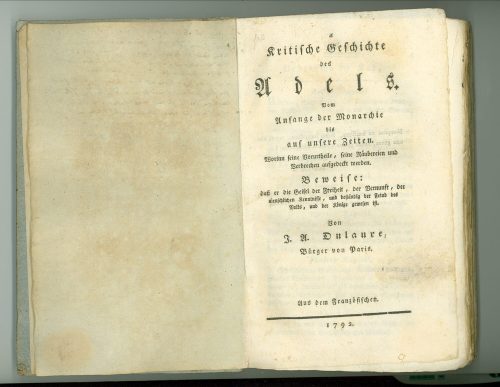 Kritische Geschichte
des
Adels.
Vom
Anfange der Monarchie
bis
auf unsere Zeiten.
Worinn seine Vorurtheile, seine Räubereien und
Verbrechen aufgedeckt werden.
Beweise:
daß er die Geisel der Freiheit, der Vernunft, der
menschlichen Kenntnisse, und beständig der Feind des
Volks, und der Könige gewesen ist.
Von
J. A. Dulaure,
Bürger von Paris.
Aus dem Französischen.
1792.